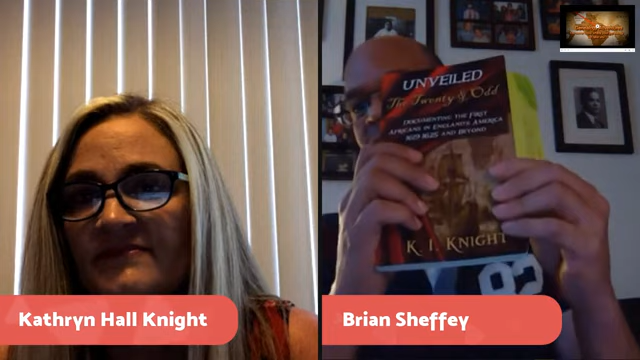 UNVEILED
The Twenty & Odd
DOCUMENTING THE FIRST
AFRICANS IN ENGLAND'S AMERICA
1619-1625 AND BEYOND
K. I. KNIGHT
Kathryn Hall Knight
Brian Sheffey